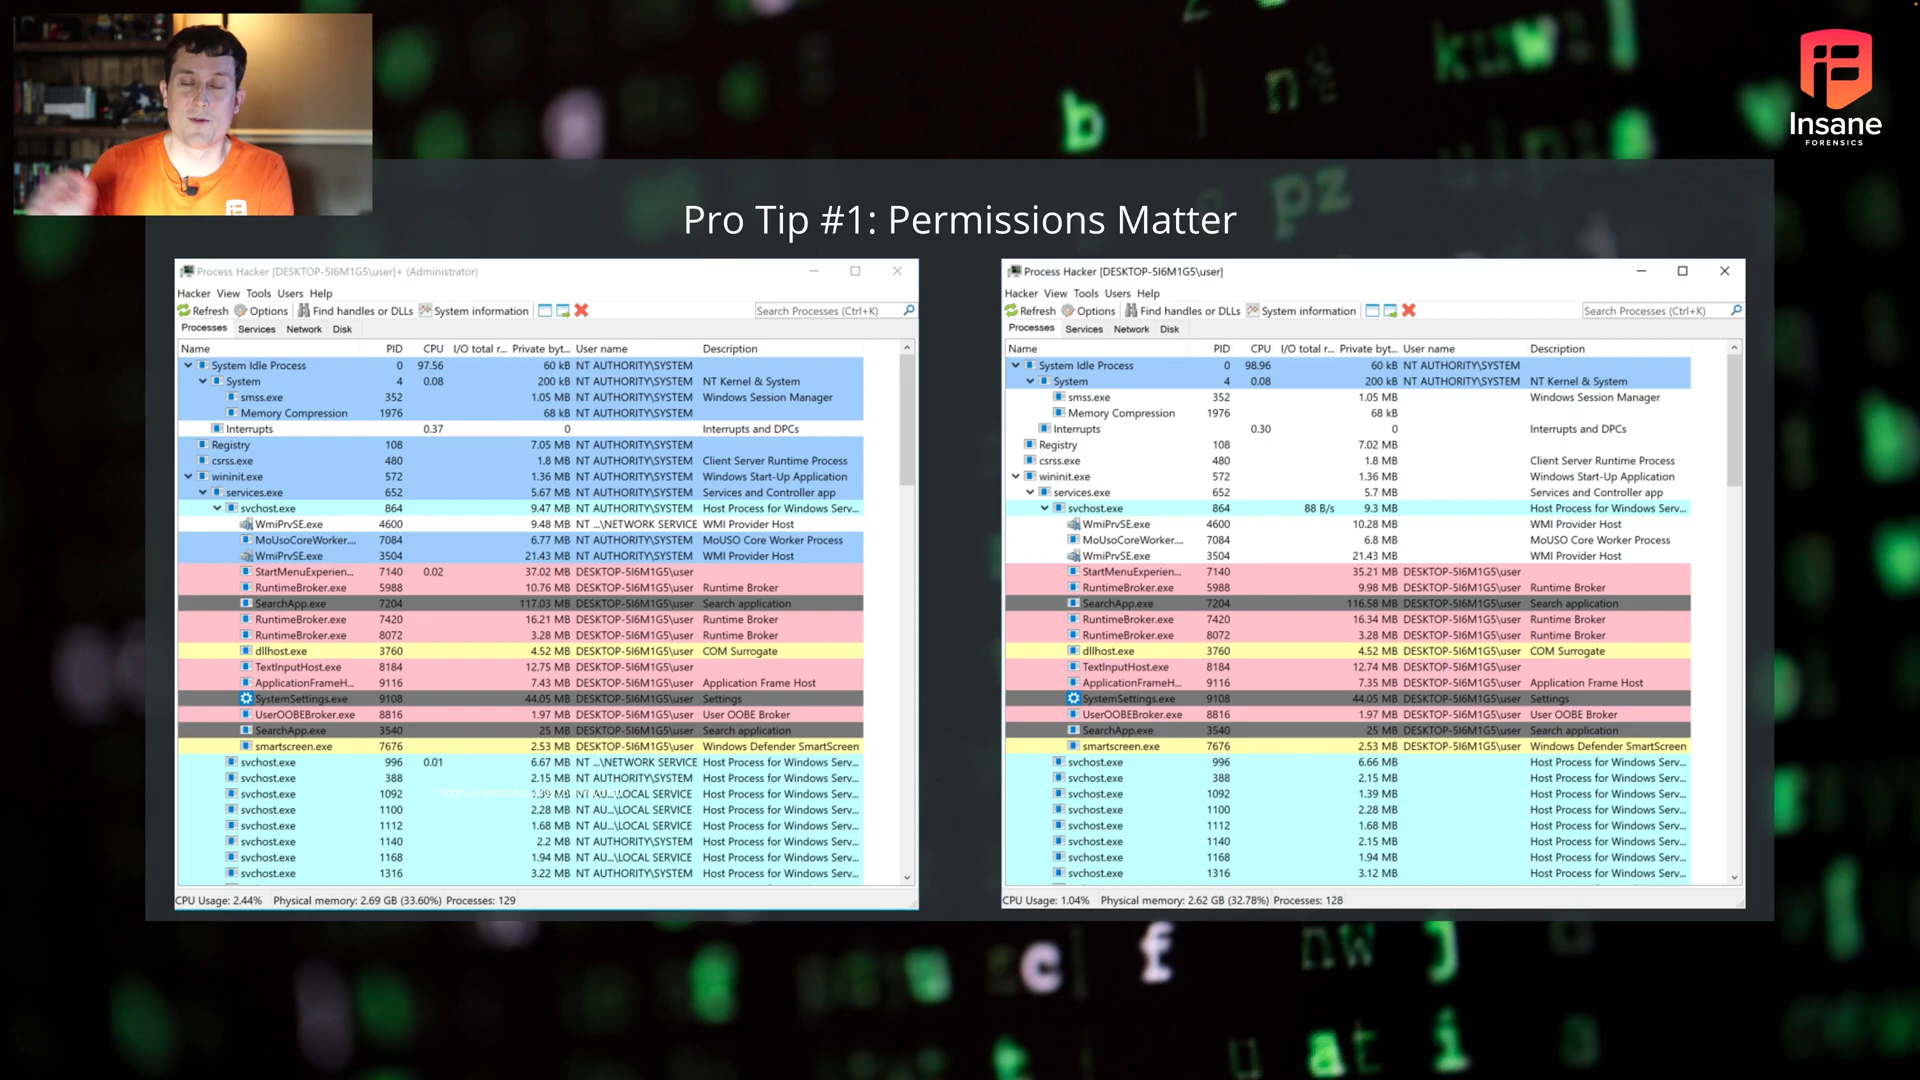 Insane
FORENSICS
Pro Tip #1: Permissions Matter
Process Hacker [DESKTOP-5I6M1G5\user]+ (Administrator)
Hacker View Tools Users Help
Refresh Options Find handles or DLLs System information Search Processes (Ctrl+K)
Processes Services Network Disk
Name PID CPU I/O total r... Private byt... User name Description
System Idle Process 0 97.56 60 kB NT AUTHORITY\SYSTEM
System 4 0.08 200 kB NT AUTHORITY\SYSTEM NT Kernel & System
smss.exe 352 1.05 MB NT AUTHORITY\SYSTEM Windows Session Manager
Memory Compression 1976 68 kB NT AUTHORITY\SYSTEM
Interrupts 0.37 0 Interrupts and DPCs
Registry 108 7.05 MB NT AUTHORITY\SYSTEM
csrss.exe 480 1.8 MB NT AUTHORITY\SYSTEM Client Server Runtime Process
wininit.exe 572 1.36 MB NT AUTHORITY\SYSTEM Windows Start-Up Application
services.exe 652 5.67 MB NT AUTHORITY\SYSTEM Services and Controller app
svchost.exe 864 9.47 MB NT AUTHORITY\SYSTEM Host Process for Windows Serv...
WmiPrvSE.exe 4600 9.48 MB NT ...\NETWORK SERVICE WMI Provider Host
MoUsoCoreWorker.... 7084 6.77 MB NT AUTHORITY\SYSTEM MoUSO Core Worker Process
WmiPrvSE.exe 3504 21.43 MB NT AUTHORITY\SYSTEM WMI Provider Host
StartMenuExperien... 7140 0.02 37.02 MB DESKTOP-5I6M1G5\user
RuntimeBroker.exe 5988 10.76 MB DESKTOP-5I6M1G5\user Runtime Broker
SearchApp.exe 7204 117.03 MB DESKTOP-5I6M1G5\user Search application
RuntimeBroker.exe 7420 16.21 MB DESKTOP-5I6M1G5\user Runtime Broker
RuntimeBroker.exe 8072 3.28 MB DESKTOP-5I6M1G5\user Runtime Broker
dllhost.exe 3760 4.52 MB DESKTOP-5I6M1G5\user COM Surrogate
TextInputHost.exe 8184 12.75 MB DESKTOP-5I6M1G5\user
ApplicationFrameH... 9116 7.43 MB DESKTOP-5I6M1G5\user Application Frame Host
SystemSettings.exe 9108 44.05 MB DESKTOP-5I6M1G5\user Settings
UserOOBEBroker.exe 8816 1.97 MB DESKTOP-5I6M1G5\user User OOBE Broker
SearchApp.exe 3540 25 MB DESKTOP-5I6M1G5\user Search application
smartscreen.exe 7676 2.53 MB DESKTOP-5I6M1G5\user Windows Defender SmartScreen
svchost.exe 996 0.01 6.67 MB NT ...\NETWORK SERVICE Host Process for Windows Serv...
svchost.exe 388 2.15 MB NT AUTHORITY\SYSTEM Host Process for Windows Serv...
svchost.exe 1092 1.39 MB NT AU...\LOCAL SERVICE Host Process for Windows Serv...
svchost.exe 1100 2.28 MB NT AU...\LOCAL SERVICE Host Process for Windows Serv...
svchost.exe 1112 1.68 MB NT AU...\LOCAL SERVICE Host Process for Windows Serv...
svchost.exe 1140 2.2 MB NT AUTHORITY\SYSTEM Host Process for Windows Serv...
svchost.exe 1168 1.94 MB NT AU...\LOCAL SERVICE Host Process for Windows Serv...
svchost.exe 1316 3.22 MB NT AUTHORITY\SYSTEM Host Process for Windows Serv...
CPU Usage: 2.44% Physical memory: 2.69 GB (33.60%) Processes: 129
Process Hacker [DESKTOP-5I6M1G5\user]
Hacker View Tools Users Help
Refresh Options Find handles or DLLs System information Search Processes (Ctrl+K)
Processes Services Network Disk
Name PID CPU I/O total r... Private byt... User name Description
System Idle Process 0 98.96 60 kB NT AUTHORITY\SYSTEM
System 4 0.08 200 kB NT AUTHORITY\SYSTEM NT Kernel & System
smss.exe 352 1.05 MB Windows Session Manager
Memory Compression 1976 68 kB
Interrupts 0.30 0 Interrupts and DPCs
Registry 108 7.02 MB
csrss.exe 480 1.8 MB Client Server Runtime Process
wininit.exe 572 1.36 MB Windows Start-Up Application
services.exe 652 5.7 MB Services and Controller app
svchost.exe 864 88 B/s 9.3 MB Host Process for Windows Serv...
WmiPrvSE.exe 4600 10.28 MB WMI Provider Host
MoUsoCoreWorker.... 7084 6.8 MB MoUSO Core Worker Process
WmiPrvSE.exe 3504 21.43 MB WMI Provider Host
StartMenuExperien... 7140 35.21 MB DESKTOP-5I6M1G5\user
RuntimeBroker.exe 5988 9.98 MB DESKTOP-5I6M1G5\user Runtime Broker
SearchApp.exe 7204 116.58 MB DESKTOP-5I6M1G5\user Search application
RuntimeBroker.exe 7420 16.34 MB DESKTOP-5I6M1G5\user Runtime Broker
RuntimeBroker.exe 8072 3.28 MB DESKTOP-5I6M1G5\user Runtime Broker
dllhost.exe 3760 4.52 MB DESKTOP-5I6M1G5\user COM Surrogate
TextInputHost.exe 8184 12.74 MB DESKTOP-5I6M1G5\user
ApplicationFrameH... 9116 7.35 MB DESKTOP-5I6M1G5\user Application Frame Host
SystemSettings.exe 9108 44.05 MB DESKTOP-5I6M1G5\user Settings
UserOOBEBroker.exe 8816 1.97 MB DESKTOP-5I6M1G5\user User OOBE Broker
SearchApp.exe 3540 25 MB DESKTOP-5I6M1G5\user Search application
smartscreen.exe 7676 2.53 MB DESKTOP-5I6M1G5\user Windows Defender SmartScreen
svchost.exe 996 6.66 MB Host Process for Windows Serv...
svchost.exe 388 2.15 MB Host Process for Windows Serv...
svchost.exe 1092 1.39 MB Host Process for Windows Serv...
svchost.exe 1100 2.28 MB Host Process for Windows Serv...
svchost.exe 1112 1.68 MB Host Process for Windows Serv...
svchost.exe 1140 2.15 MB Host Process for Windows Serv...
svchost.exe 1168 1.94 MB Host Process for Windows Serv...
svchost.exe 1316 3.12 MB Host Process for Windows Serv...
CPU Usage: 1.04% Physical memory: 2.62 GB (32.78%) Processes: 128